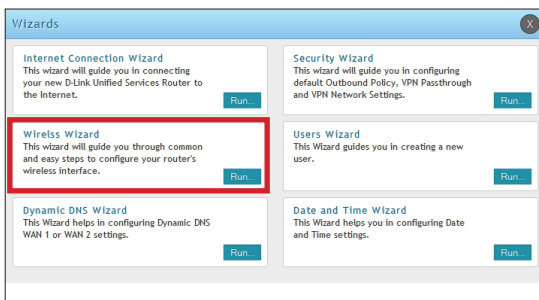 Wizards
X
Internet Connection Wizard
This wizard will guide you in connecting
your new D-Link Unified Services Router to
the Internet.
Run...
Security Wizard
This wizard will guide you in configuring
default Outbound Policy, VPN Passthrough
and VPN Network Settings.
Run...
Wirelss Wizard
This wizard will guide you through common
and easy steps to configure your router's
wireless interface.
Run...
Users Wizard
This Wizard guides you in creating a new
user.
Run...
Dynamic DNS Wizard
This Wizard helps in configuring Dynamic DNS
WAN 1 or WAN 2 settings.
Run...
Date and Time Wizard
This Wizard helps you in configuring Date
and Time settings.
Run...